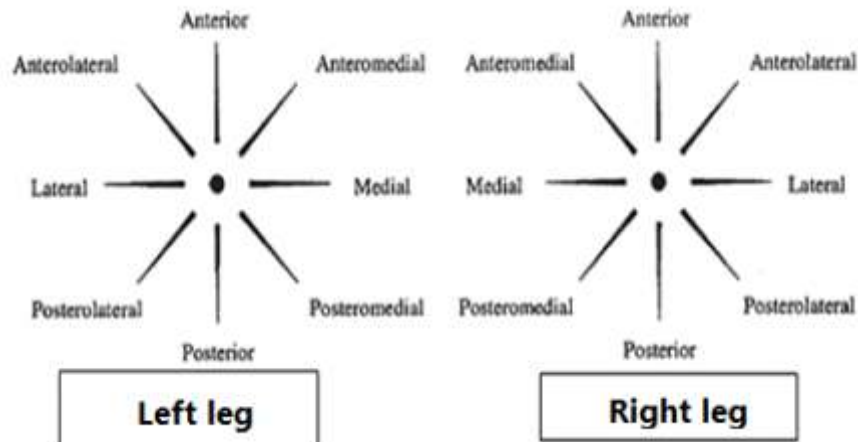 Anterior
Anterolateral
Anteromedial
Lateral
Medial
Posterolateral
Posteromedial
Posterior
Left leg
Anterior
Anteromedial
Anterolateral
Medial
Lateral
Posteromedial
Posterolateral
Posterior
Right leg